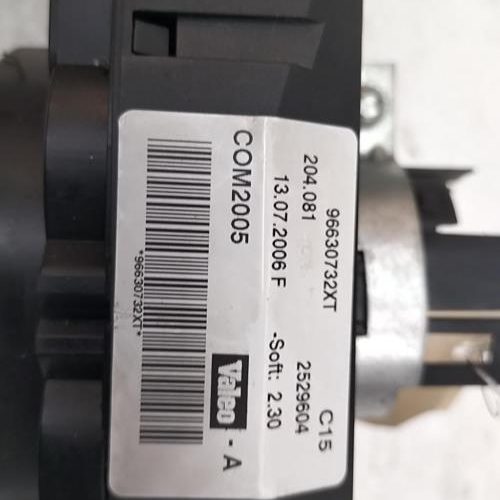 96630732XT C15
204.081 2529604
13.07.2006 F -Soft: 2.30
COM2005 Valeo - A
*96630732XT*